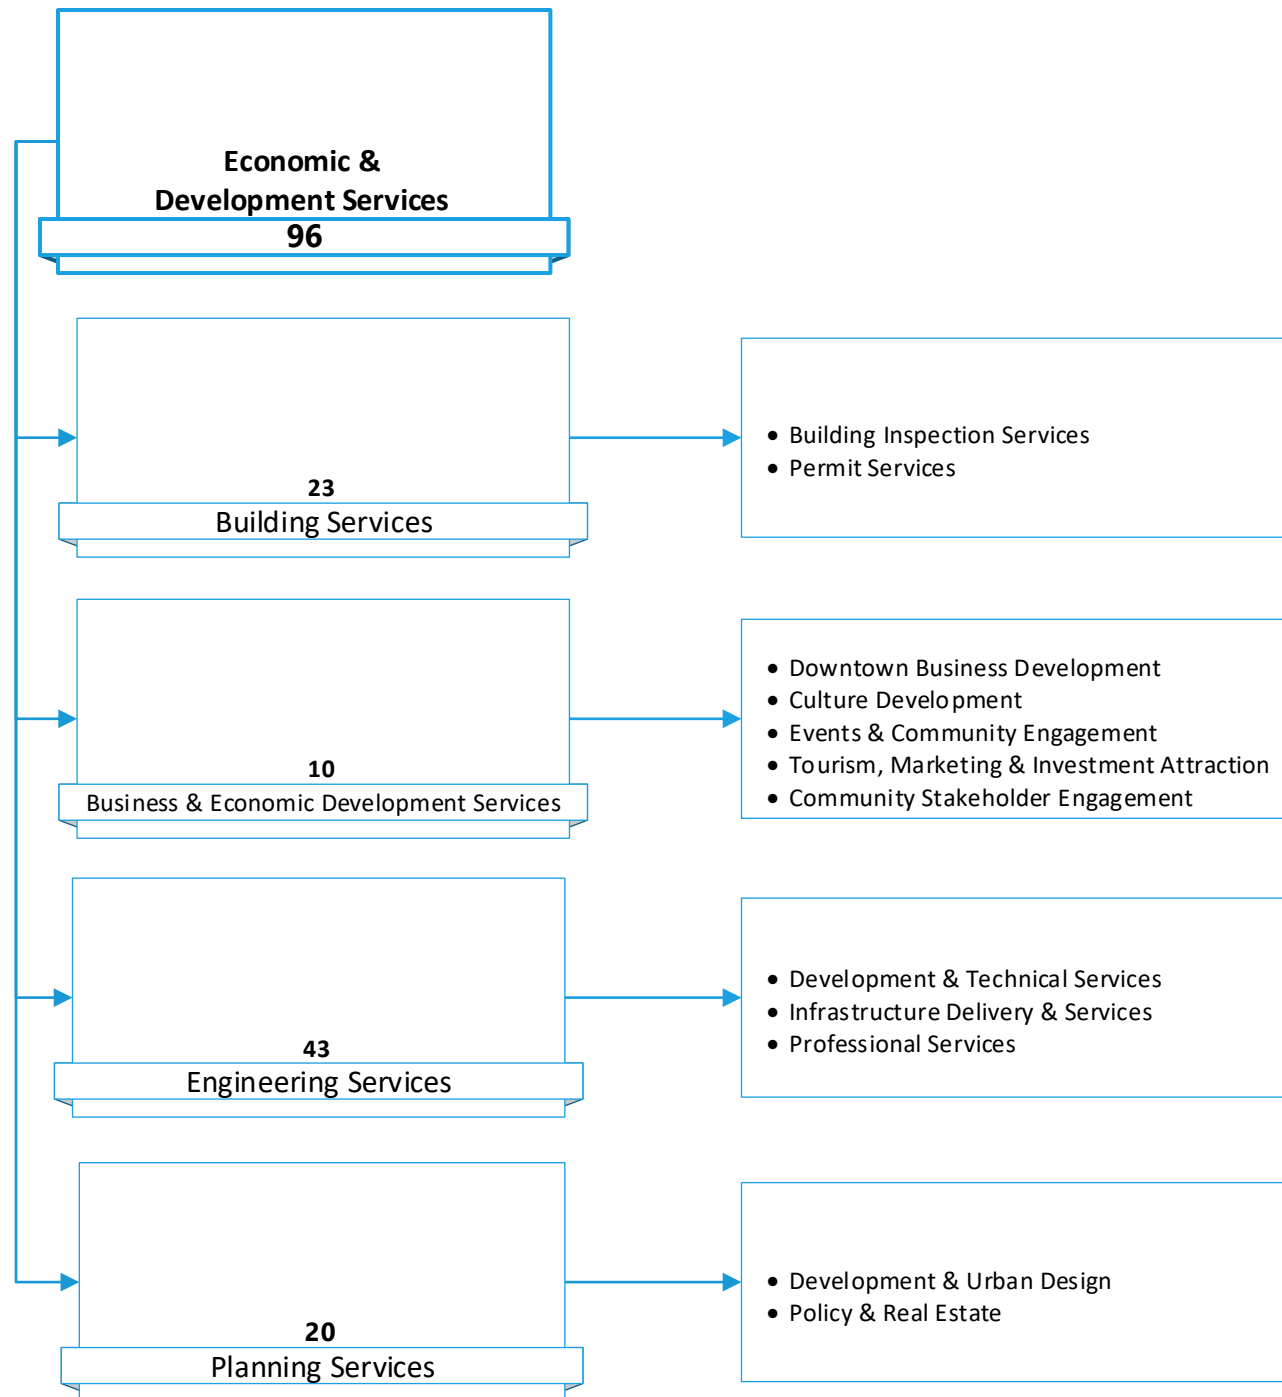 Economic &
Development Services
96
23
Building Services
• Building Inspection Services
• Permit Services
10
Business & Economic Development Services
• Downtown Business Development
• Culture Development
• Events & Community Engagement
• Tourism, Marketing & Investment Attraction
• Community Stakeholder Engagement
43
Engineering Services
• Development & Technical Services
• Infrastructure Delivery & Services
• Professional Services
20
Planning Services
• Development & Urban Design
• Policy & Real Estate